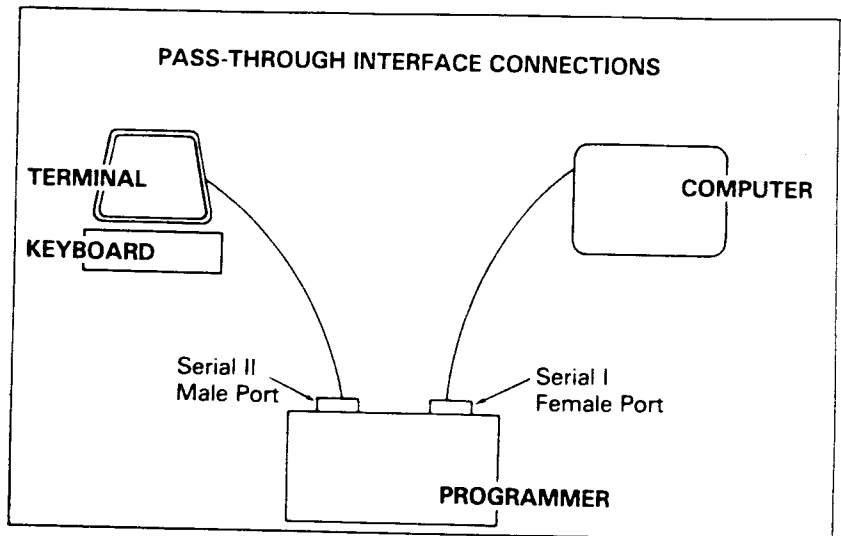 PASS-THROUGH INTERFACE CONNECTIONS
TERMINAL
COMPUTER
KEYBOARD
Serial II
Male Port
Serial I
Female Port
PROGRAMMER